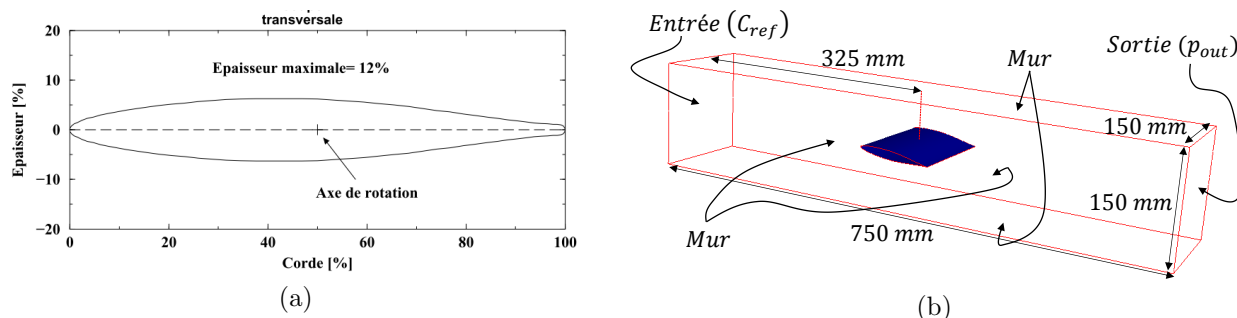 transversale
Epaisseur maximale= 12%
Epaisseur [%]
20
10
0
−10
−20
Axe de rotation
0
20
40
60
80
100
Corde [%]
(a)
Entrée (C_ref)
325 mm
Mur
Sortie (p_out)
150 mm
150 mm
Mur
750 mm
Mur
(b)